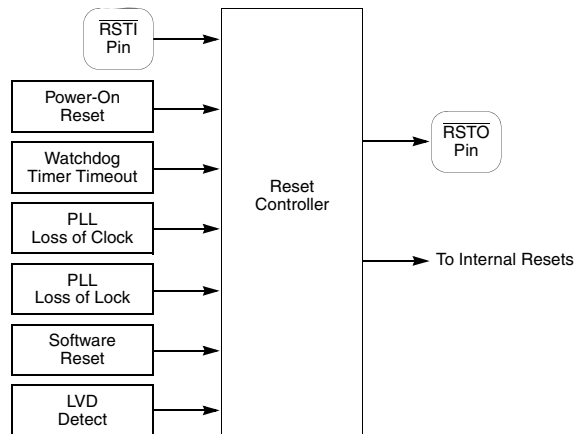 RSTI
Pin
Power-On
Reset
Watchdog
Timer Timeout
PLL
Loss of Clock
PLL
Loss of Lock
Software
Reset
LVD
Detect
Reset
Controller
RSTO
Pin
To Internal Resets